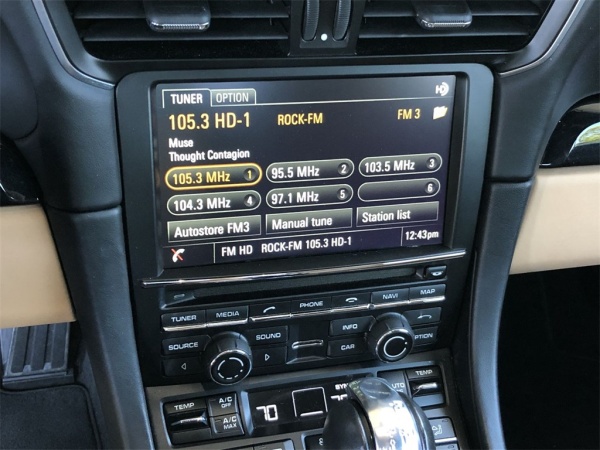 TUNER OPTION
105.3 HD-1 ROCK-FM FM 3
Muse
Thought Contagion
105.3 MHz 1 95.5 MHz 2 103.5 MHz 3
104.3 MHz 4 97.1 MHz 5 6
Autostore FM3 Manual tune Station list
FM HD ROCK-FM 105.3 HD-1 12:43pm
TUNER MEDIA PHONE NAVI MAP
SOURCE SOUND INFO CAR OPTION
TEMP A/C OFF A/C MAX 70 SYNC 70 AUTO TEMP